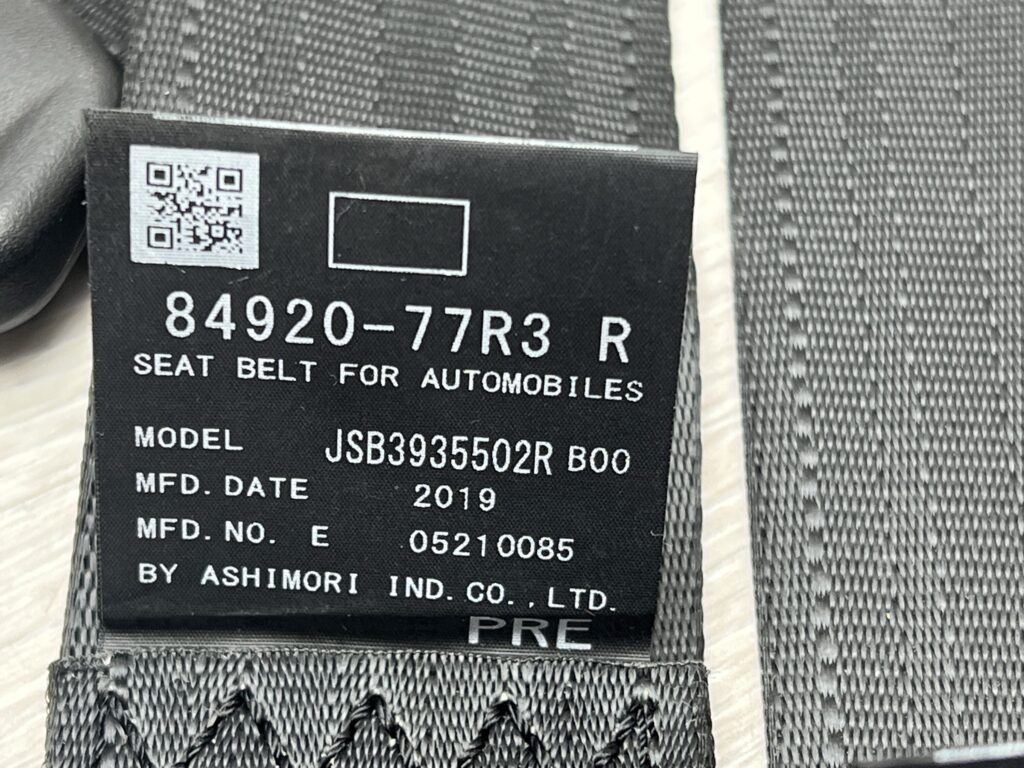 84920-77R3 R
SEAT BELT FOR AUTOMOBILES
MODEL JSB3935502R B00
MFD. DATE 2019
MFD. NO. E 05210085
BY ASHIMORI IND. CO., LTD.
PRE